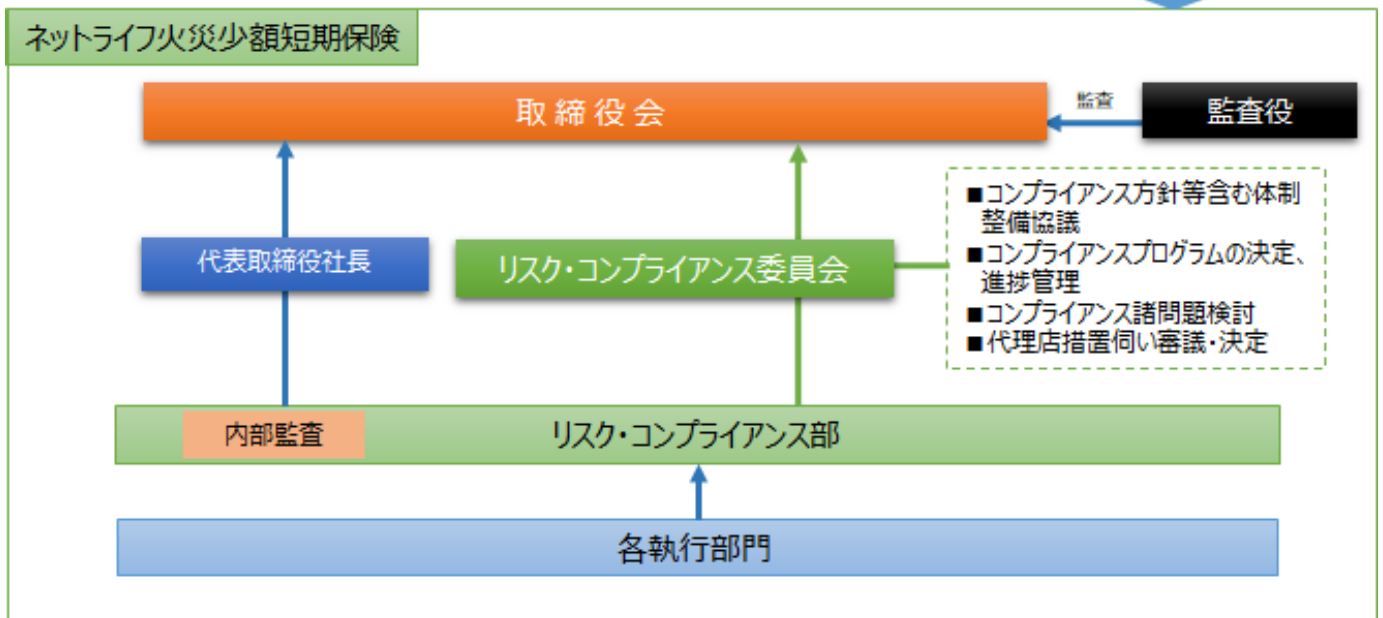 ネットライフ火災少額短期保険
取締役会
監査
監査役
■コンプライアンス方針等含む体制
整備協議
■コンプライアンスプログラムの決定、
進捗管理
■コンプライアンス諸問題検討
■代理店措置伺い審議・決定
代表取締役社長
リスク・コンプライアンス委員会
内部監査
リスク・コンプライアンス部
各執行部門